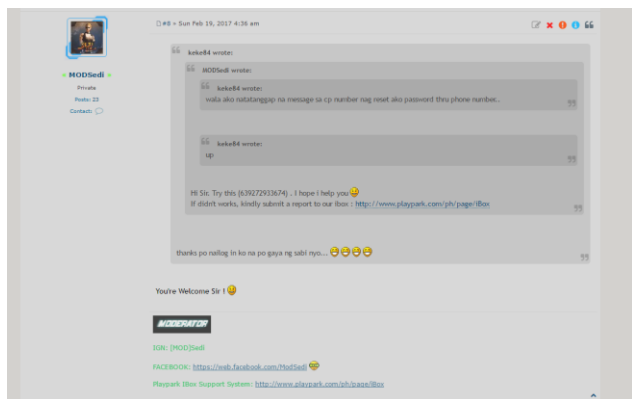 #8 » Sun Feb 19, 2017 4:36 am
MODSedi
Private
Posts: 23
Contact:
keke84 wrote:
MODSedi wrote:
keke84 wrote:
wala ako natatanggap na message sa cp number nag reset ako password thru phone number..
keke84 wrote:
up
Hi Sir. Try this (639272933674) . I hope i help you
If didn't works, kindly submit a report to our Ibox : http://www.playpark.com/ph/page/iBox
thanks po naliog in ko na po gaya ng sabi nyo....
You're Welcome Sir !
MODERATOR
IGN: [MOD]Sedi
FACEBOOK: https://web.facebook.com/ModSedi
Playpark IBox Support System: http://www.playpark.com/ph/page/iBox